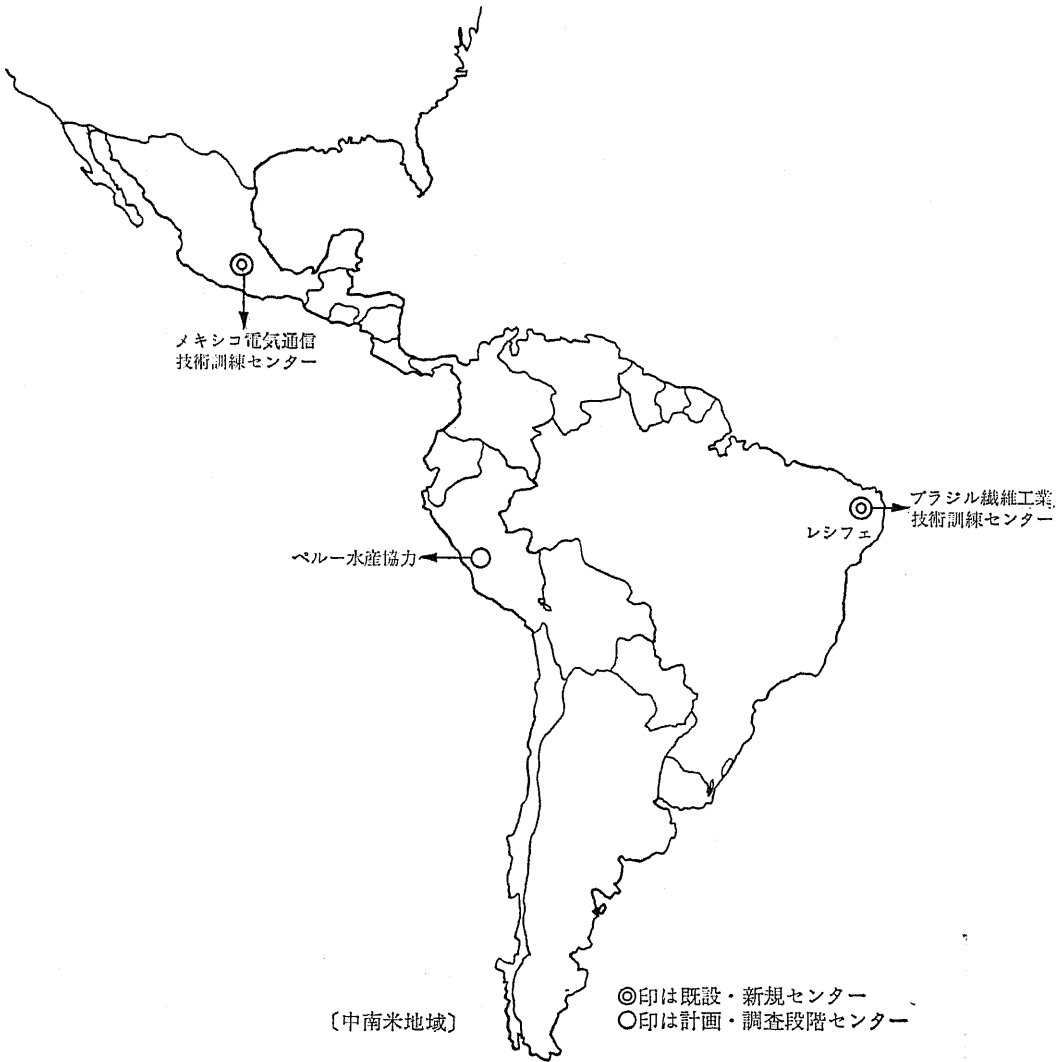 メキシコ電気通信
技術訓練センター
ブラジル繊維工業
技術訓練センター
レシフェ
ペルー水産協力
〔中南米地域〕
◎印は既設・新規センター
○印は計画・調査段階センター